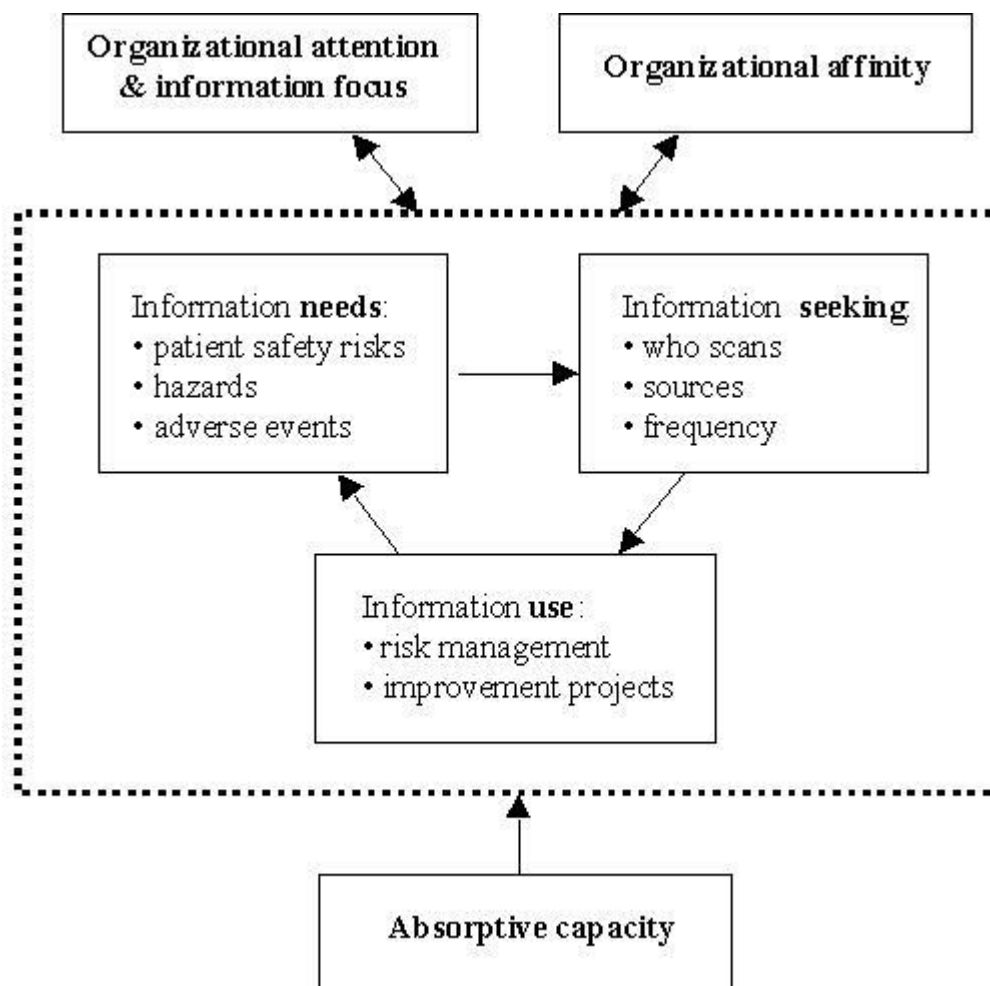 Organizational attention
& information focus
Organizational affinity
Information needs:
• patient safety risks
• hazards
• adverse events
Information seeking
• who scans
• sources
• frequency
Information use:
• risk management
• improvement projects
Absorptive capacity